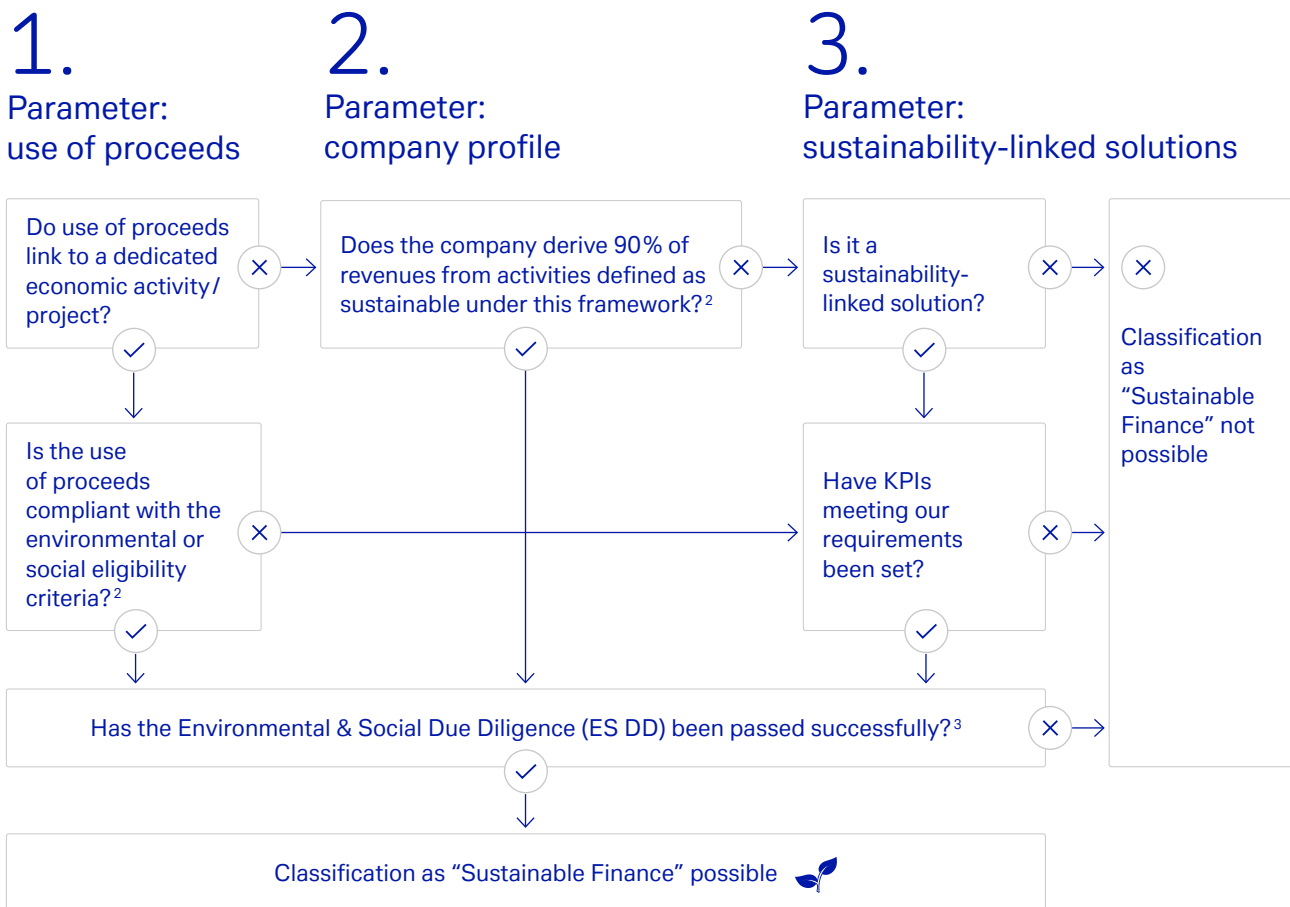 1.
Parameter:
use of proceeds
2.
Parameter:
company profile
3.
Parameter:
sustainability-linked solutions
Do use of proceeds
link to a dedicated
economic activity/
project?
Does the company derive 90% of
revenues from activities defined as
sustainable under this framework?²
Is it a
sustainability-
linked solution?
Classification
as
“Sustainable
Finance” not
possible
Is the use
of proceeds
compliant with the
environmental or
social eligibility
criteria?²
Have KPIs
meeting our
requirements
been set?
Has the Environmental & Social Due Diligence (ES DD) been passed successfully?³
Classification as “Sustainable Finance” possible